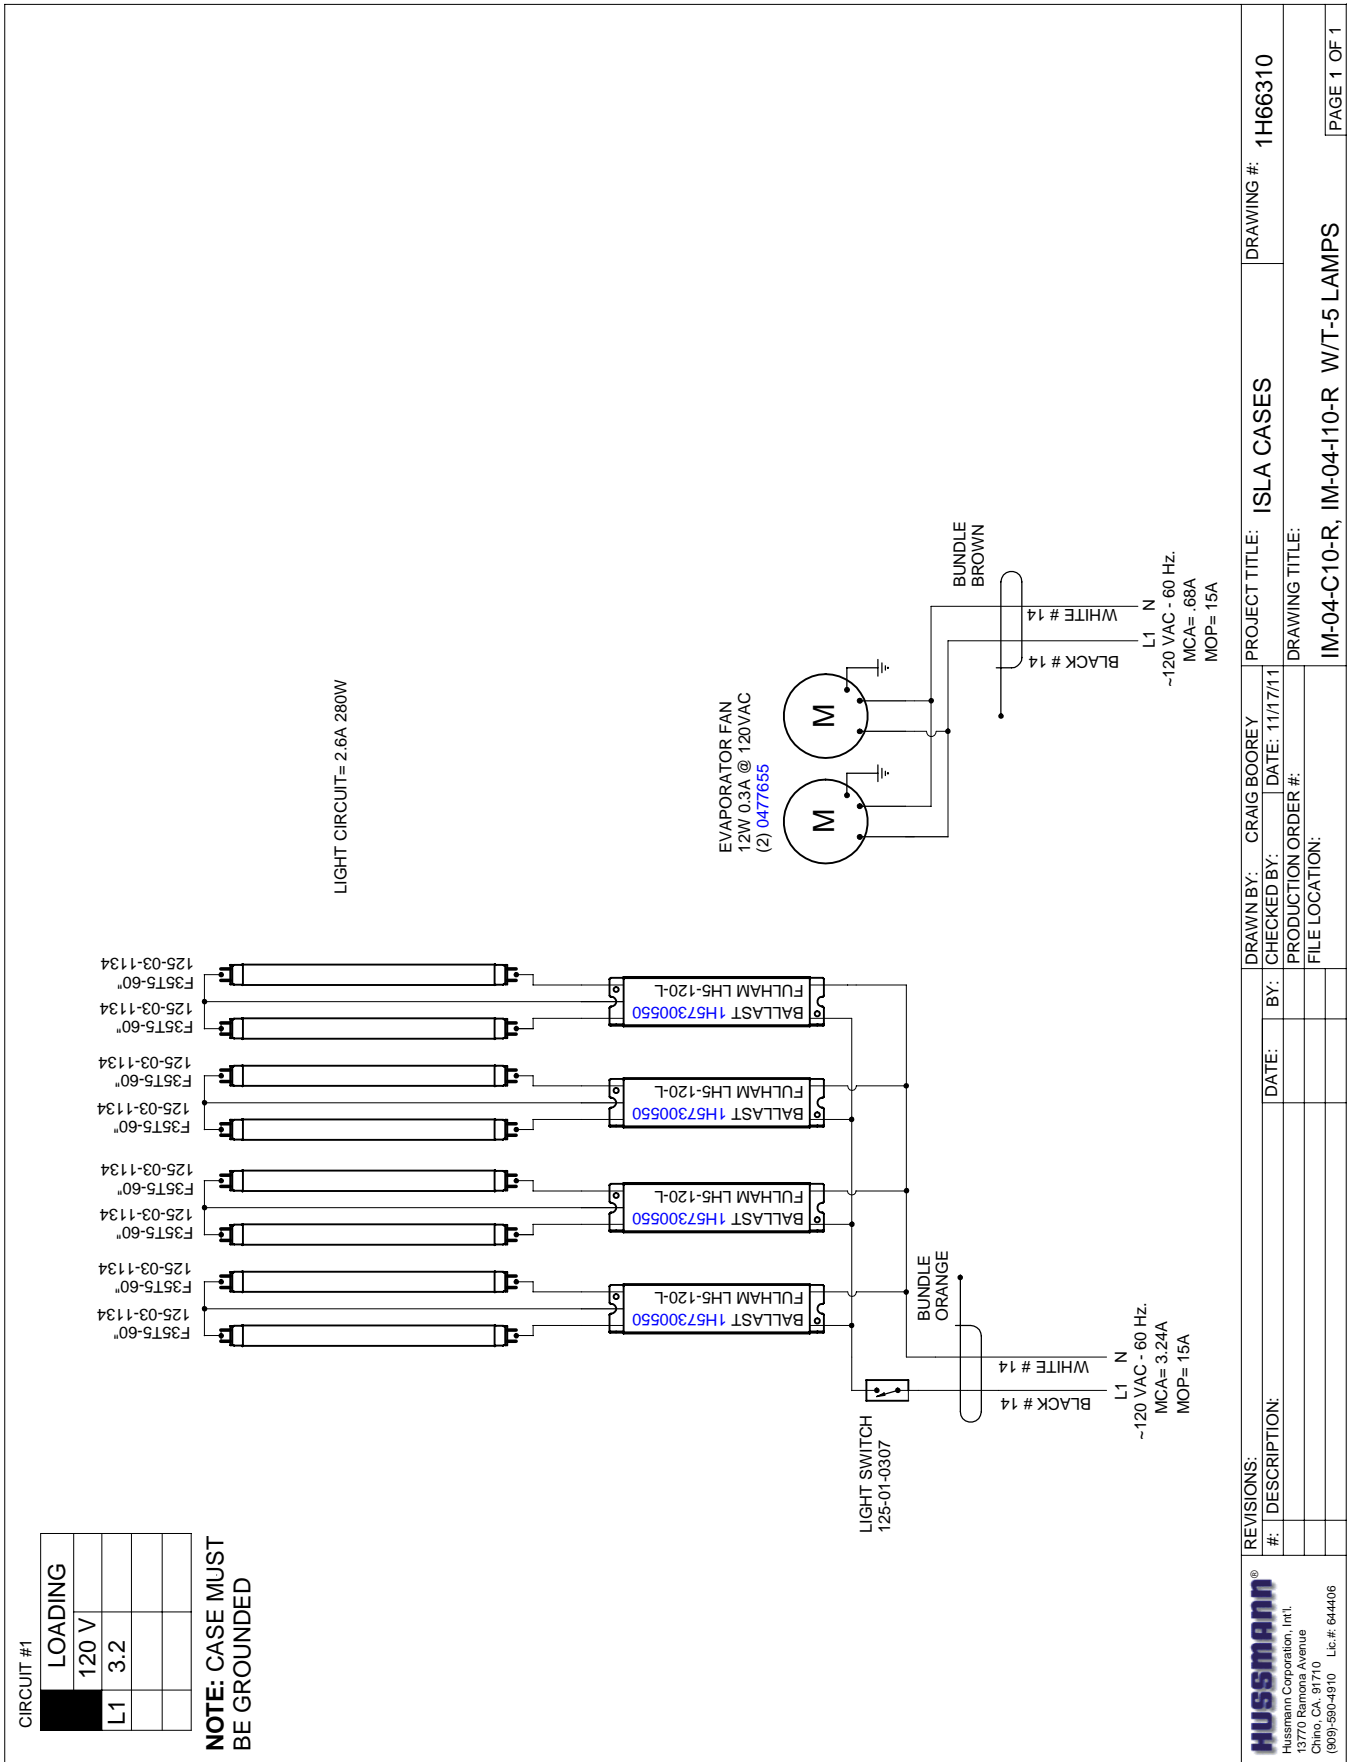 CIRCUIT #1
LOADING
120 V
L1 3.2
NOTE: CASE MUST
BE GROUNDED
F35T5-60"
125-03-1134
F35T5-60"
125-03-1134
F35T5-60"
125-03-1134
F35T5-60"
125-03-1134
F35T5-60"
125-03-1134
F35T5-60"
125-03-1134
F35T5-60"
125-03-1134
F35T5-60"
125-03-1134
LIGHT CIRCUIT= 2.6A 280W
BALLAST 1H57300550
FULHAM LH5-120-L
BALLAST 1H57300550
FULHAM LH5-120-L
BALLAST 1H57300550
FULHAM LH5-120-L
BALLAST 1H57300550
FULHAM LH5-120-L
LIGHT SWITCH
125-01-0307
BUNDLE
ORANGE
BLACK # 14
WHITE # 14
L1 N
~120 VAC - 60 Hz.
MCA= 3.24A
MOP= 15A
EVAPORATOR FAN
12W 0.3A @ 120VAC
(2) 0477655
M
M
BUNDLE
BROWN
BLACK # 14
WHITE # 14
L1 N
~120 VAC - 60 Hz.
MCA= .68A
MOP= 15A
HUSSMANN®
Hussmann Corporation, Int'l.
13770 Ramona Avenue
Chino, CA. 91710
(909)-590-4910 Lic.#: 644406
REVISIONS:
#: DESCRIPTION: DATE: BY:
DRAWN BY: CRAIG BOOREY
CHECKED BY: DATE: 11/17/11
PRODUCTION ORDER #:
FILE LOCATION:
PROJECT TITLE: ISLA CASES
DRAWING #: 1H66310
DRAWING TITLE:
IM-04-C10-R, IM-04-I10-R W/T-5 LAMPS
PAGE 1 OF 1